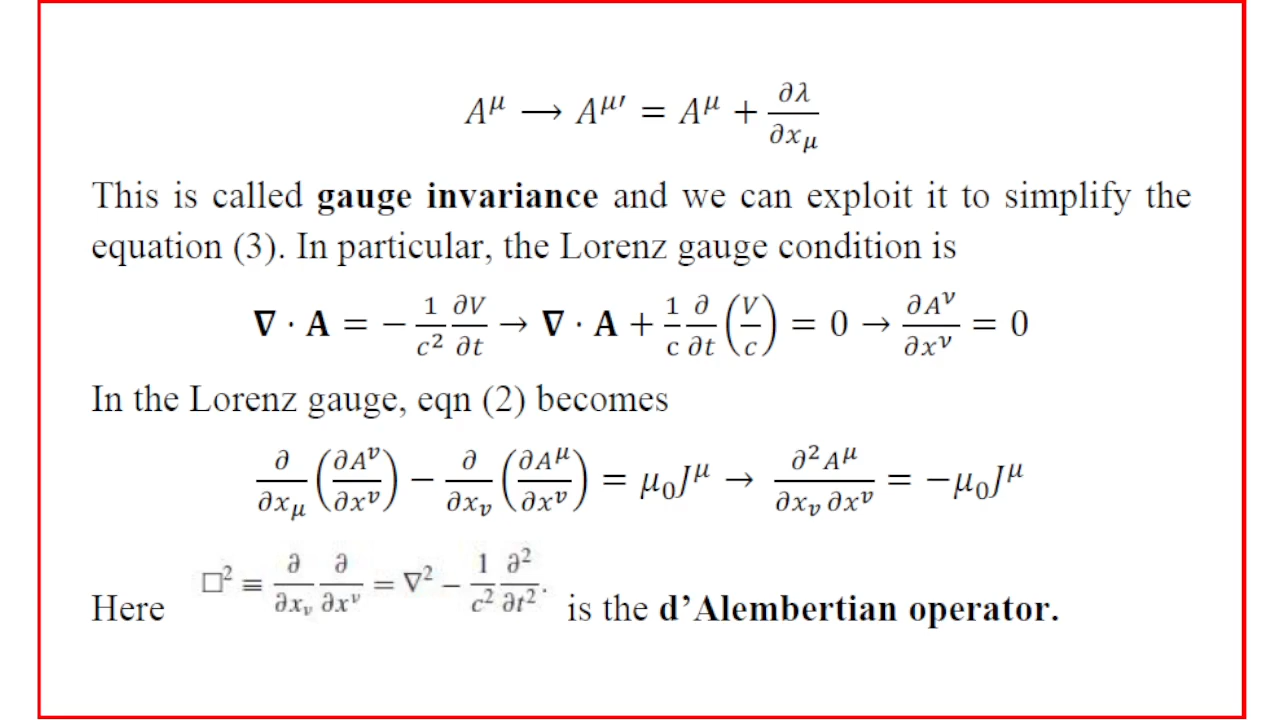 A^μ ⟶ A^μ′ = A^μ + ∂λ/∂x_μ
This is called gauge invariance and we can exploit it to simplify the
equation (3). In particular, the Lorenz gauge condition is
∇ · A = − 1/c² ∂V/∂t → ∇ · A + 1/c ∂/∂t (V/c) = 0 → ∂A^ν/∂x^ν = 0
In the Lorenz gauge, eqn (2) becomes
∂/∂x_μ (∂A^υ/∂x^υ) − ∂/∂x_υ (∂A^μ/∂x^υ) = μ₀J^μ → ∂²A^μ/∂x_υ ∂x^υ = −μ₀J^μ
Here □² ≡ ∂/∂x_ν ∂/∂x^ν = ∇² − 1/c² ∂²/∂t². is the d’Alembertian operator.